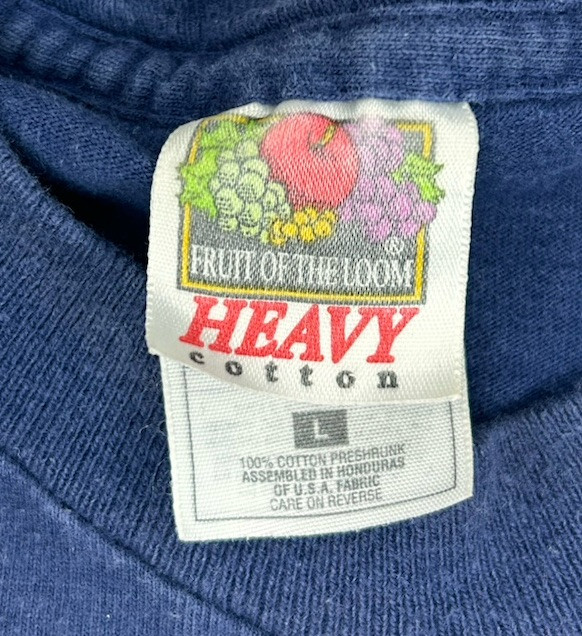 ®
FRUIT OF THE LOOM
HEAVY
cotton
L
100% COTTON PRESHRUNK
ASSEMBLED IN HONDURAS
OF U.S.A. FABRIC
CARE ON REVERSE